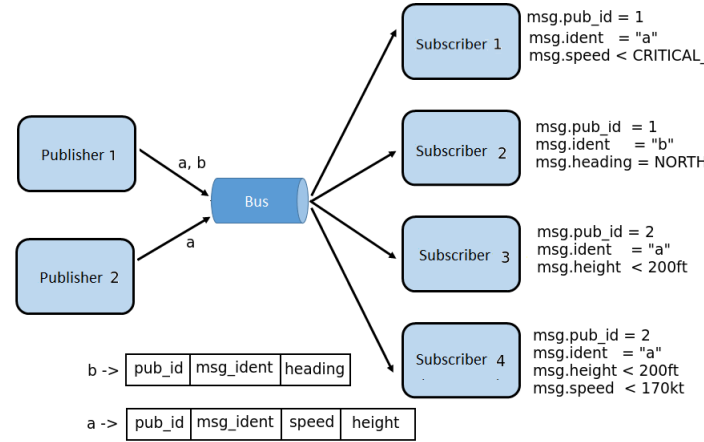 msg.pub_id = 1
msg.ident = "a"
msg.speed < CRITICAL_
Subscriber 1
msg.pub_id = 1
msg.ident = "b"
msg.heading = NORTH
Subscriber 2
Publisher 1
a, b
Bus
a
Publisher 2
msg.pub_id = 2
msg.ident = "a"
msg.height < 200ft
Subscriber 3
msg.pub_id = 2
msg.ident = "a"
msg.height < 200ft
msg.speed < 170kt
Subscriber 4
b -> pub_id msg_ident heading
a -> pub_id msg_ident speed height